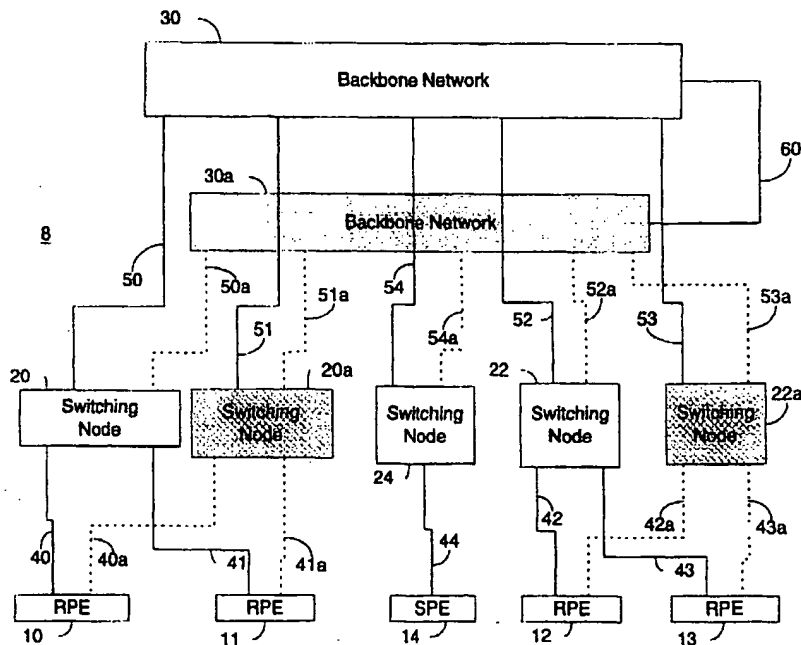 30
Backbone Network
60
30a
Backbone Network
8
50
50a
51a
54
52a
53a
54a
51
52
53
20
20a
22
22a
Switching
Node
Switching
Node
Switching
Node
Switching
Node
Switching
Node
24
40
40a
41
41a
44
42
42a
43
43a
RPE
RPE
SPE
RPE
RPE
10
11
14
12
13